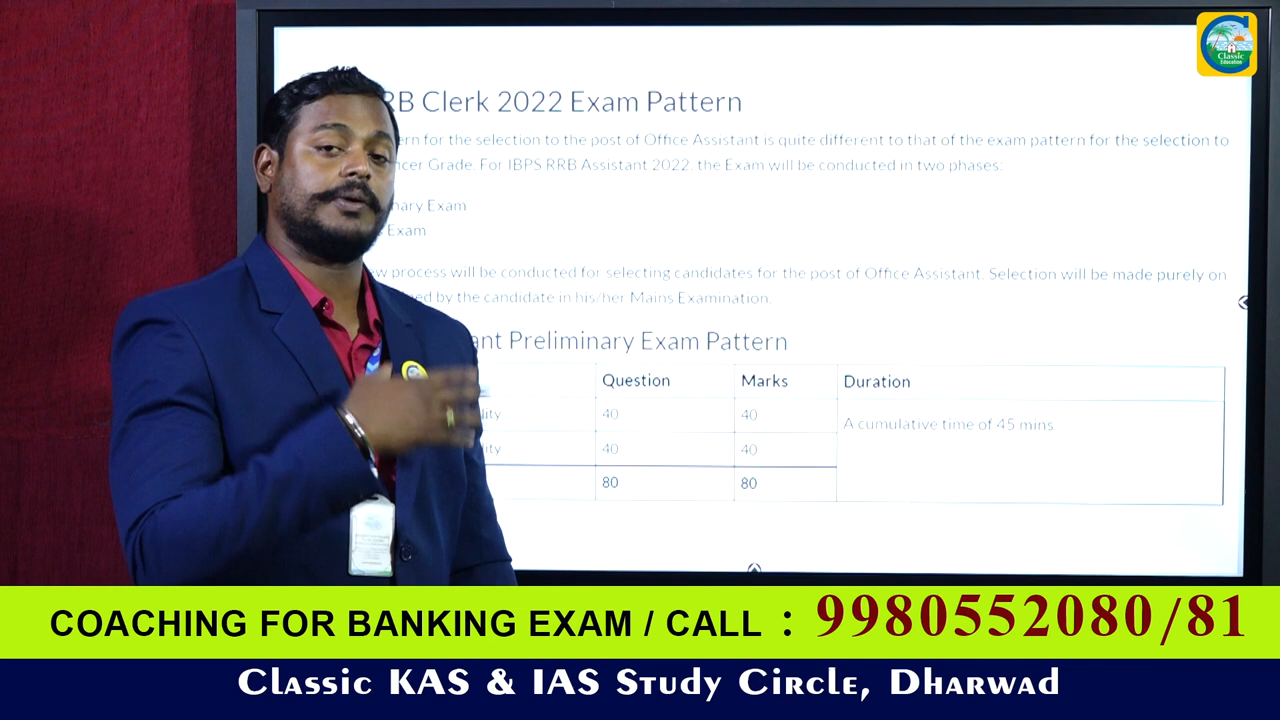 Classic
Education
RB Clerk 2022 Exam Pattern
ern for the selection to the post of Office Assistant is quite different to that of the exam pattern for the selection to
icer Grade. For IBPS RRB Assistant 2022, the Exam will be conducted in two phases:
nary Exam
s Exam
ew process will be conducted for selecting candidates for the post of Office Assistant. Selection will be made purely on
ned by the candidate in his/her Mains Examination.
ant Preliminary Exam Pattern
Question Marks Duration
lity 40 40 A cumulative time of 45 mins
ity 40 40
80 80
COACHING FOR BANKING EXAM / CALL : 9980552080/81
Classic KAS & IAS Study Circle, Dharwad